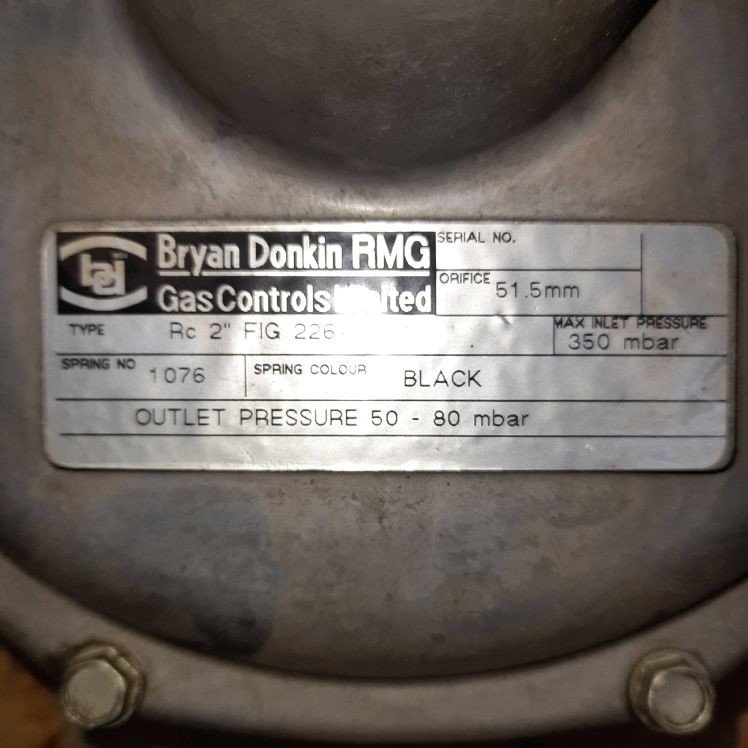 Bryan Donkin RMG
Gas Controls Limited
SERIAL NO.
ORIFICE 51.5mm
TYPE Rc 2" FIG 226
MAX INLET PRESSURE
350 mbar
SPRING NO 1076 SPRING COLOUR BLACK
OUTLET PRESSURE 50 - 80 mbar